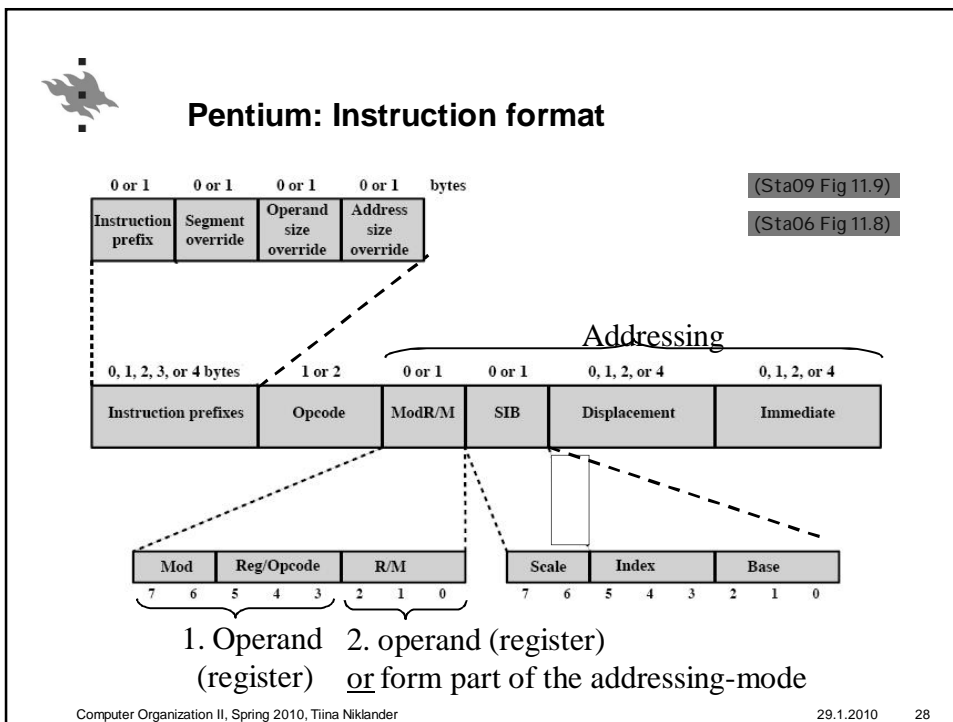 Pentium: Instruction format
0 or 1 0 or 1 0 or 1 0 or 1 bytes
(Sta09 Fig 11.9)
(Sta06 Fig 11.8)
Instruction prefix
Segment override
Operand size override
Address size override
Addressing
0, 1, 2, 3, or 4 bytes 1 or 2 0 or 1 0 or 1 0, 1, 2, or 4 0, 1, 2, or 4
Instruction prefixes Opcode ModR/M SIB Displacement Immediate
Mod Reg/Opcode R/M Scale Index Base
7 6 5 4 3 2 1 0 7 6 5 4 3 2 1 0
1. Operand (register)
2. operand (register)
or form part of the addressing-mode
Computer Organization II, Spring 2010, Tiina Niklander 29.1.2010 28